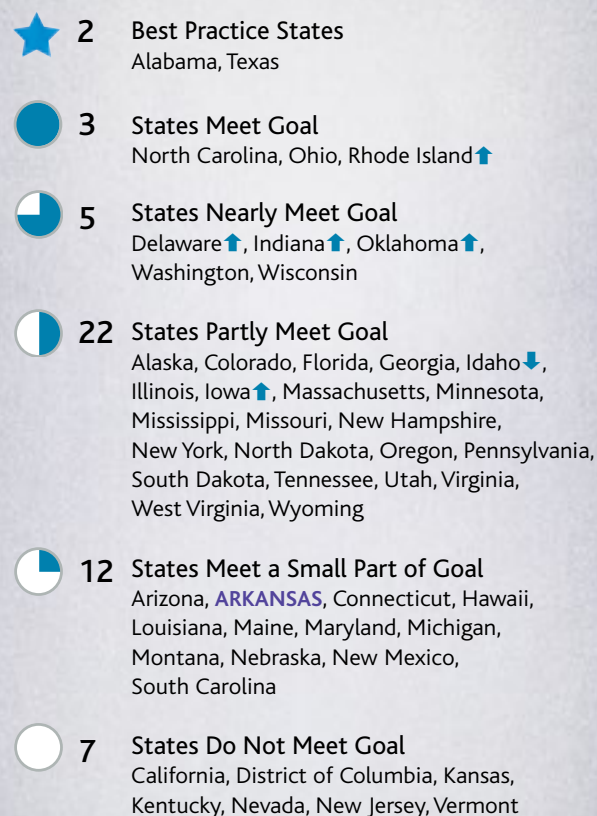 2 Best Practice States
Alabama, Texas
3 States Meet Goal
North Carolina, Ohio, Rhode Island⬆
5 States Nearly Meet Goal
Delaware⬆, Indiana⬆, Oklahoma⬆,
Washington, Wisconsin
22 States Partly Meet Goal
Alaska, Colorado, Florida, Georgia, Idaho⬇,
Illinois, Iowa⬆, Massachusetts, Minnesota,
Mississippi, Missouri, New Hampshire,
New York, North Dakota, Oregon, Pennsylvania,
South Dakota, Tennessee, Utah, Virginia,
West Virginia, Wyoming
12 States Meet a Small Part of Goal
Arizona, ARKANSAS, Connecticut, Hawaii,
Louisiana, Maine, Maryland, Michigan,
Montana, Nebraska, New Mexico,
South Carolina
7 States Do Not Meet Goal
California, District of Columbia, Kansas,
Kentucky, Nevada, New Jersey, Vermont